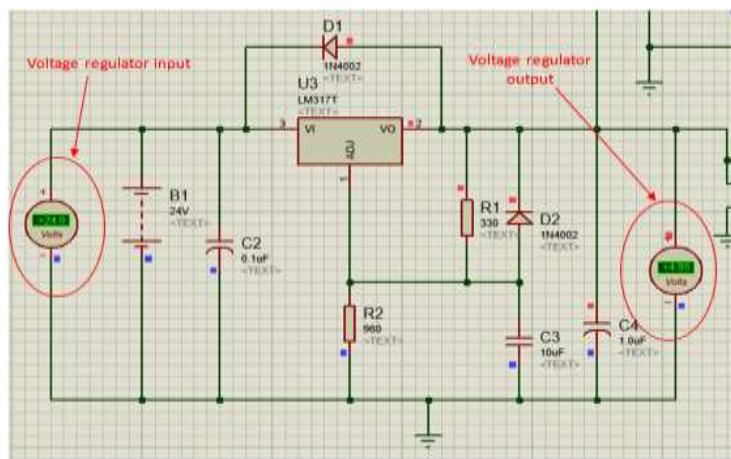 D1
Voltage regulator input
1N4002
<TEXT>
Voltage regulator
output
U3
LM317T
<TEXT>
3
VI
VO
2
ADJ
1
+24.0
Volts
B1
24V
<TEXT>
C2
0.1uF
<TEXT>
R1
330
<TEXT>
D2
1N4002
<TEXT>
Volts
R2
960
<TEXT>
C3
10uF
<TEXT>
C4
1.0uF
<TEXT>